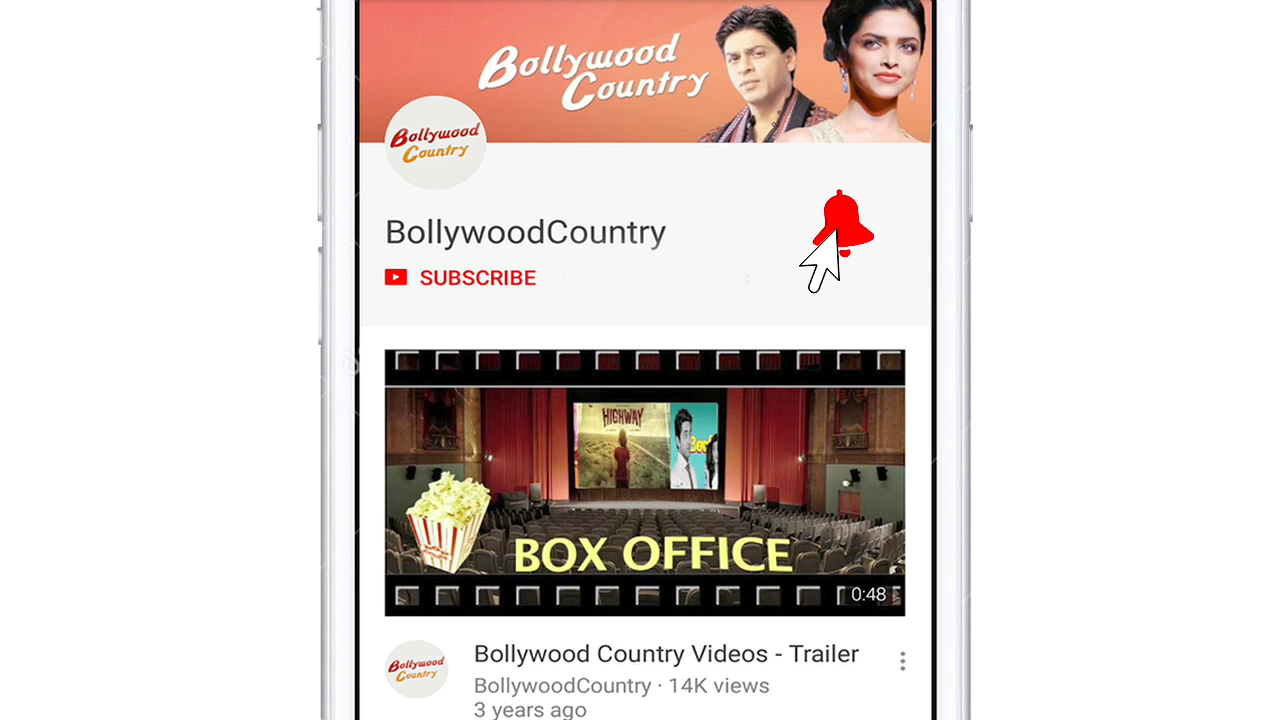 Bollywood
Country
Bollywood
Country
BollywoodCountry
SUBSCRIBE
HIGHWAY
BOX OFFICE
0:48
Bollywood Country Videos - Trailer
Bollywood
Country
BollywoodCountry · 14K views
3 years ago